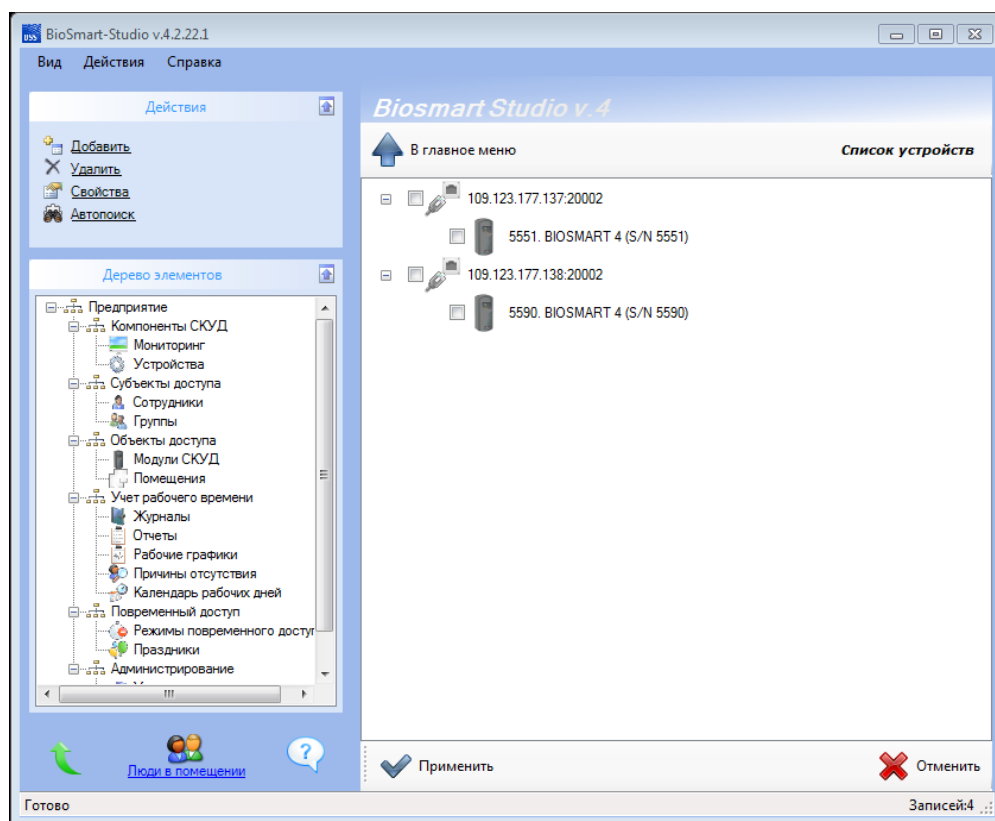 BioSmart-Studio v.4.2.22.1
Вид Действия Справка
Действия
Добавить
Удалить
Свойства
Автопоиск
Дерево элементов
Предприятие
Компоненты СКУД
Мониторинг
Устройства
Субъекты доступа
Сотрудники
Группы
Объекты доступа
Модули СКУД
Помещения
Учет рабочего времени
Журналы
Отчеты
Рабочие графики
Причины отсутствия
Календарь рабочих дней
Повременный доступ
Режимы повременного доступ
Праздники
Администрирование
Люди в помещении
Biosmart Studio v.4
В главное меню
Список устройств
109.123.177.137:20002
5551. BIOSMART 4 (S/N 5551)
109.123.177.138:20002
5590. BIOSMART 4 (S/N 5590)
Применить
Отменить
Готово
Записей:4